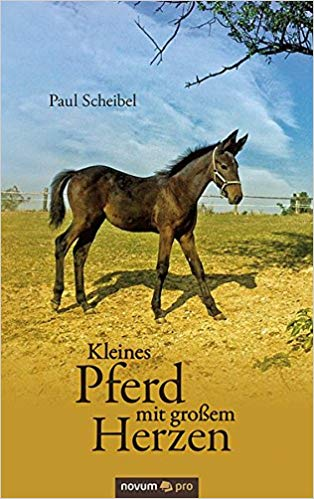 Paul Scheibel
Kleines
Pferd
mit großem
Herzen
novum pro